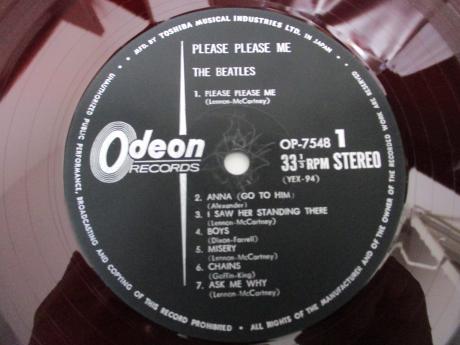 MFD. BY TOSHIBA MUSICAL INDUSTRIES LTD. IN JAPAN
PLEASE PLEASE ME
THE BEATLES
1. PLEASE PLEASE ME
(Lennon-McCartney)
Odeon
RECORDS
OP-7548 1
33 1/3 RPM STEREO
(YEX-94)
2. ANNA (GO TO HIM)
(Alexander)
3. I SAW HER STANDING THERE
(Lennon-McCartney)
4. BOYS
(Dixon-Farrell)
5. MISERY
(Lennon-McCartney)
6. CHAINS
(Goffin-King)
7. ASK ME WHY
(Lennon-McCartney)
UNAUTHORIZED PUBLIC PERFORMANCE, BROADCASTING AND COPYING OF THIS RECORD PROHIBITED • ALL RIGHTS OF THE MANUFACTURER AND OF THE OWNER OF THE RECORDED WORK ARE RESERVED